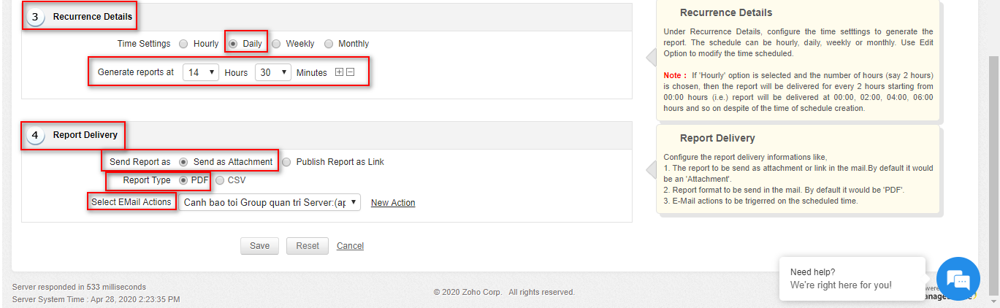 3 Recurrence Details
Time Settings Hourly Daily Weekly Monthly
Generate reports at 14 Hours 30 Minutes
4 Report Delivery
Send Report as Send as Attachment Publish Report as Link
Report Type PDF CSV
Select EMail Actions Canh bao toi Group quan tri Server:(ap New Action
Save Reset Cancel
Recurrence Details
Under Recurrence Details, configure the time setttings to generate the
report. The schedule can be hourly, daily, weekly or monthly. Use Edit
Option to modify the time scheduled.
Note : If 'Hourly' option is selected and the number of hours (say 2 hours)
is chosen, then the report will be delivered for every 2 hours starting from
00:00 hours (i.e.) report will be delivered at 00:00, 02:00, 04:00, 06:00
hours and so on despite of the time of schedule creation.
Report Delivery
Configure the report delivery informations like,
1. The report to be send as attachment or link in the mail.By default it would
be an 'Attachment'.
2. Report format to be send in the mail. By default it would be 'PDF'.
3. E-Mail actions to be trigerred on the scheduled time.
Need help?
We're right here for you!
Server responded in 533 milliseconds
Server System Time : Apr 28, 2020 2:23:35 PM
© 2020 Zoho Corp. All rights reserved.